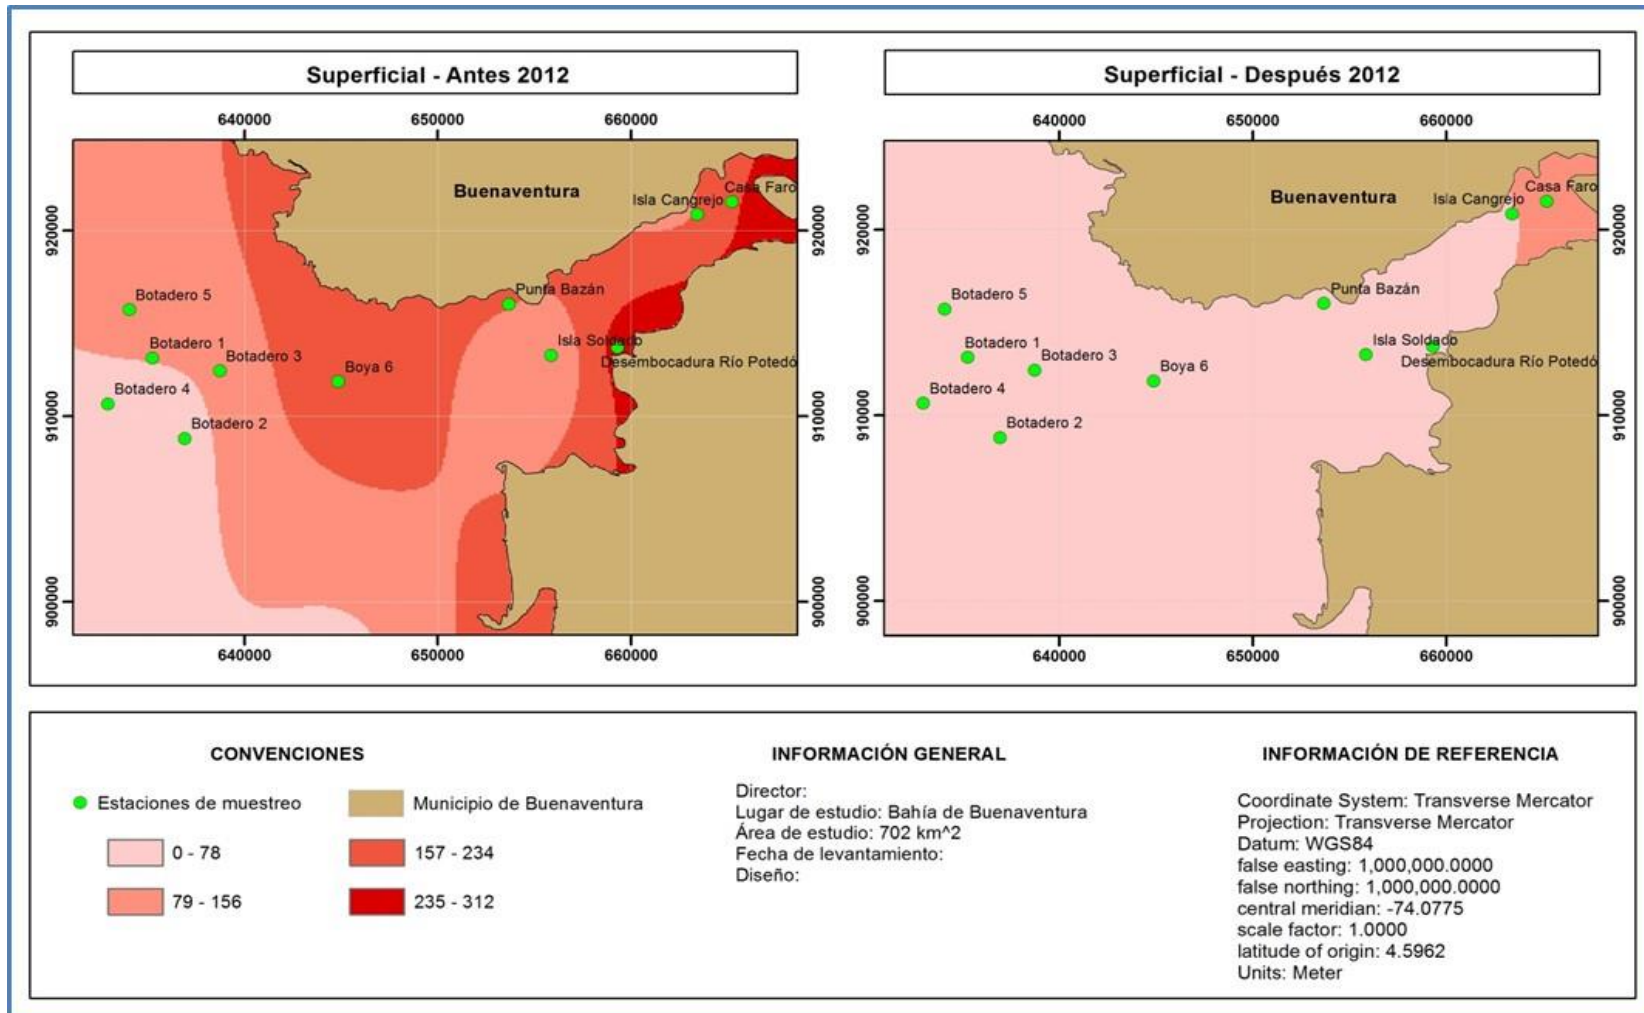 Superficial - Antes 2012
640000
650000
660000
920000
910000
900000
Buenaventura
Casa Faro
Isla Cangrejo
Punta Bazán
Botadero 5
Botadero 1
Botadero 3
Boya 6
Isla Soldado
Desembocadura Río Potedó
Botadero 4
Botadero 2
920000
910000
900000
640000
650000
660000
Superficial - Después 2012
640000
650000
660000
920000
910000
900000
Buenaventura
Casa Faro
Isla Cangrejo
Punta Bazán
Botadero 5
Botadero 1
Botadero 3
Boya 6
Isla Soldado
Desembocadura Río Potedó
Botadero 4
Botadero 2
920000
910000
900000
640000
650000
660000
CONVENCIONES
Estaciones de muestreo
Municipio de Buenaventura
0 - 78
157 - 234
79 - 156
235 - 312
INFORMACIÓN GENERAL
Director:
Lugar de estudio: Bahía de Buenaventura
Área de estudio: 702 km^2
Fecha de levantamiento:
Diseño:
INFORMACIÓN DE REFERENCIA
Coordinate System: Transverse Mercator
Projection: Transverse Mercator
Datum: WGS84
false easting: 1,000,000.0000
false northing: 1,000,000.0000
central meridian: -74.0775
scale factor: 1.0000
latitude of origin: 4.5962
Units: Meter